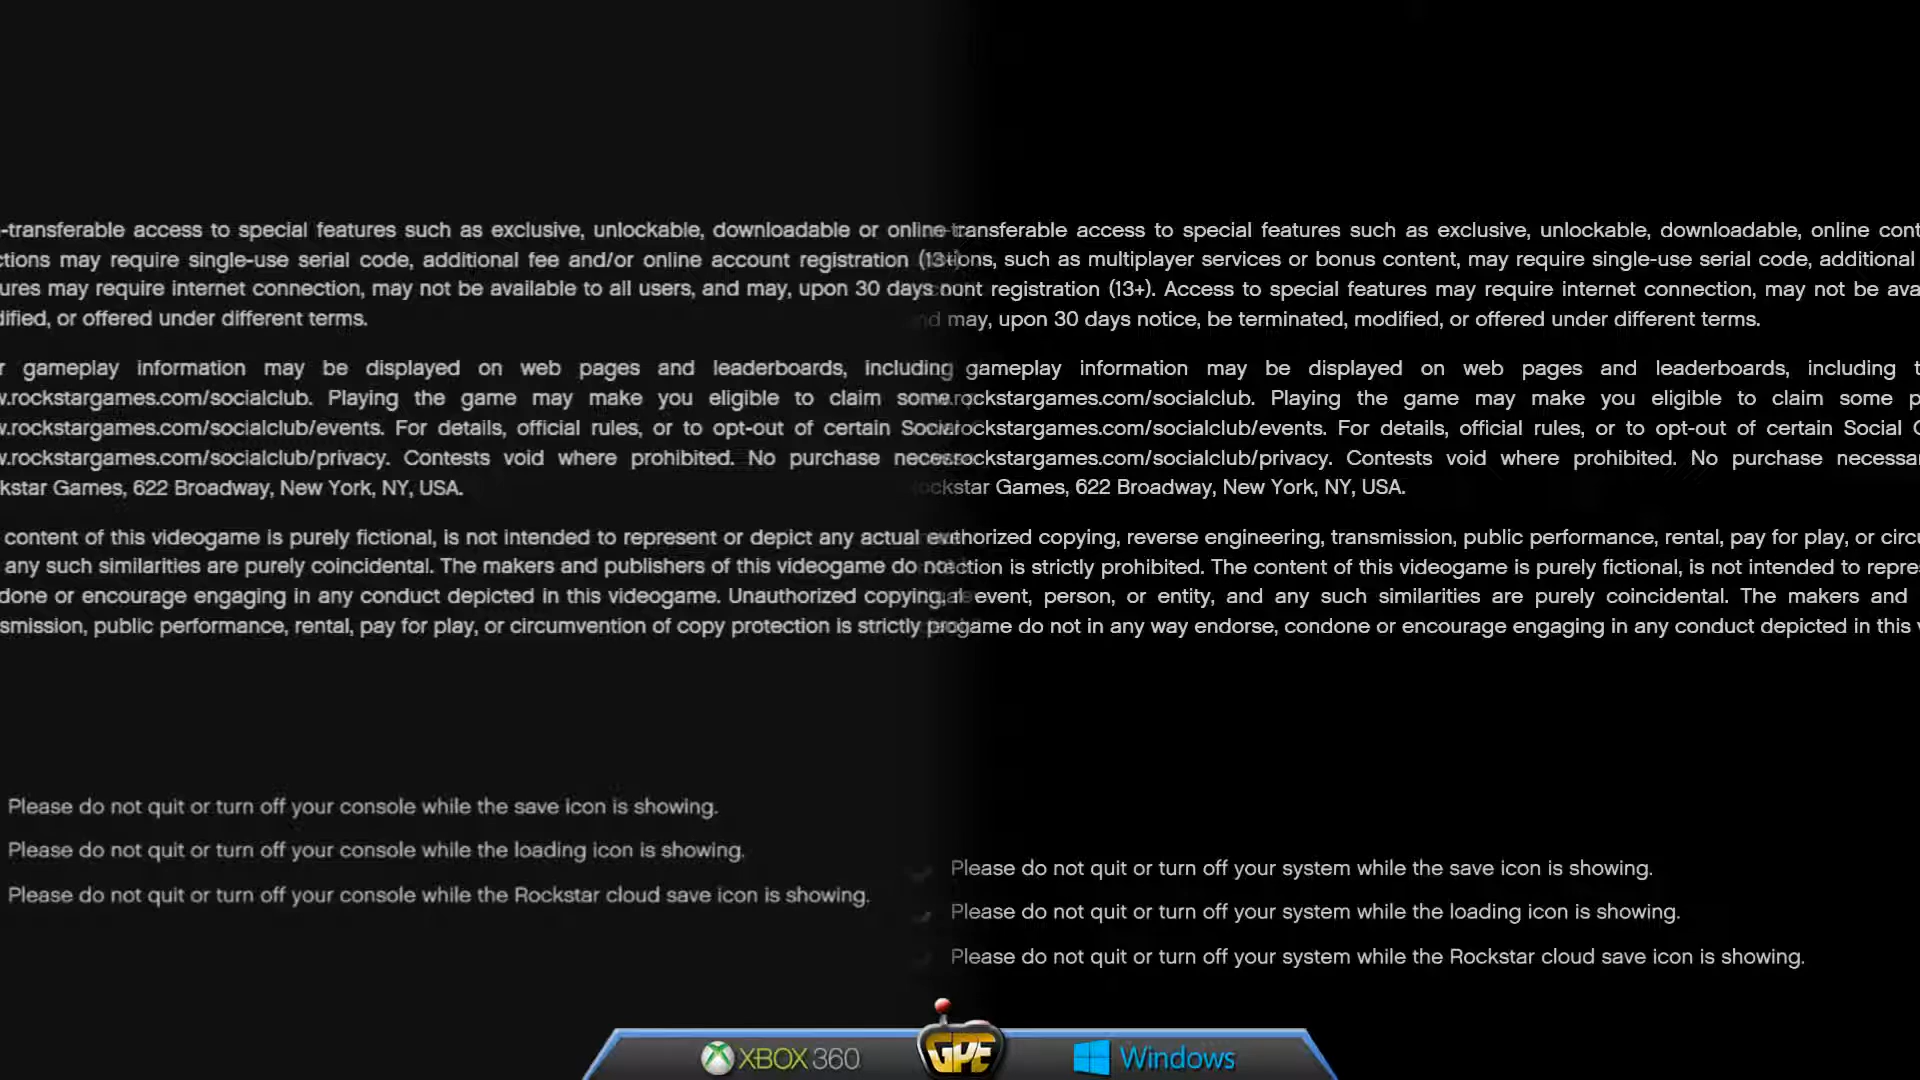 -transferable access to special features such as exclusive, unlockable, downloadable or online
ctions may require single-use serial code, additional fee and/or online account registration
ures may require internet connection, may not be available to all users, and may, upon 30 days
dified, or offered under different terms.
r gameplay information may be displayed on web pages and leaderboards, including
w.rockstargames.com/socialclub. Playing the game may make you eligible to claim some
w.rockstargames.com/socialclub/events. For details, official rules, or to opt-out of certain
w.rockstargames.com/socialclub/privacy. Contests void where prohibited. No purchase
kstar Games, 622 Broadway, New York, NY, USA.
content of this videogame is purely fictional, is not intended to represent or depict any actual
any such similarities are purely coincidental. The makers and publishers of this videogame do
done or encourage engaging in any conduct depicted in this videogame. Unauthorized copying,
smission, public performance, rental, pay for play, or circumvention of copy protection is strictly
Please do not quit or turn off your console while the save icon is showing.
Please do not quit or turn off your console while the loading icon is showing.
Please do not quit or turn off your console while the Rockstar cloud save icon is showing.
transferable access to special features such as exclusive, unlockable, downloadable, online cont
ions, such as multiplayer services or bonus content, may require single-use serial code, additional
ount registration (13+). Access to special features may require internet connection, may not be ava
may, upon 30 days notice, be terminated, modified, or offered under different terms.
gameplay information may be displayed on web pages and leaderboards, including t
rockstargames.com/socialclub. Playing the game may make you eligible to claim some p
rockstargames.com/socialclub/events. For details, official rules, or to opt-out of certain Social C
rockstargames.com/socialclub/privacy. Contests void where prohibited. No purchase necessar
ockstar Games, 622 Broadway, New York, NY, USA.
uthorized copying, reverse engineering, transmission, public performance, rental, pay for play, or circu
ction is strictly prohibited. The content of this videogame is purely fictional, is not intended to repre
event, person, or entity, and any such similarities are purely coincidental. The makers and
game do not in any way endorse, condone or encourage engaging in any conduct depicted in this v
Please do not quit or turn off your system while the save icon is showing.
Please do not quit or turn off your system while the loading icon is showing.
Please do not quit or turn off your system while the Rockstar cloud save icon is showing.
XBOX 360
GPE
Windows